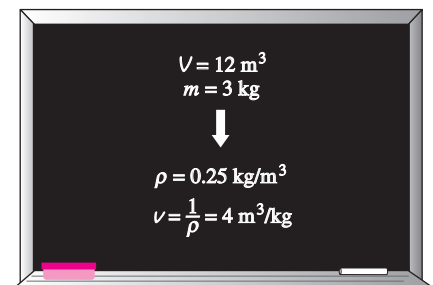 V = 12 m³
m = 3 kg
ρ = 0.25 kg/m³
v = 1/ρ = 4 m³/kg